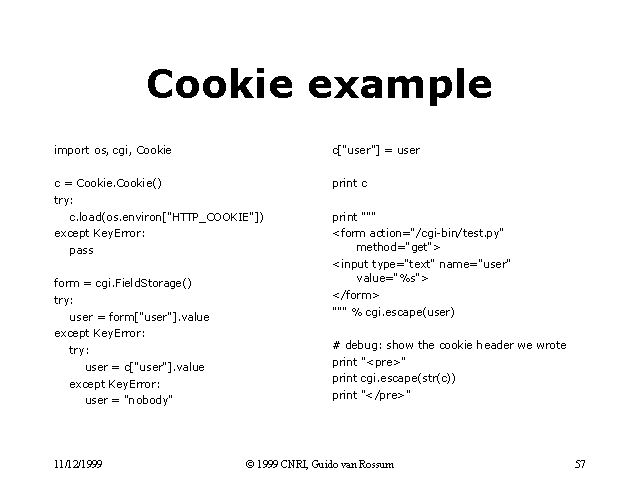 Cookie example
import os, cgi, Cookie
c = Cookie.Cookie()
try:
c.load(os.environ["HTTP_COOKIE"])
except KeyError:
pass
form = cgi.FieldStorage()
try:
user = form["user"].value
except KeyError:
try:
user = c["user"].value
except KeyError:
user = "nobody"
c["user"] = user
print c
print """
<form action="/cgi-bin/test.py"
method="get">
<input type="text" name="user"
value="%s">
</form>
""" % cgi.escape(user)
# debug: show the cookie header we wrote
print "<pre>"
print cgi.escape(str(c))
print "</pre>"
11/12/1999
© 1999 CNRI, Guido van Rossum
57